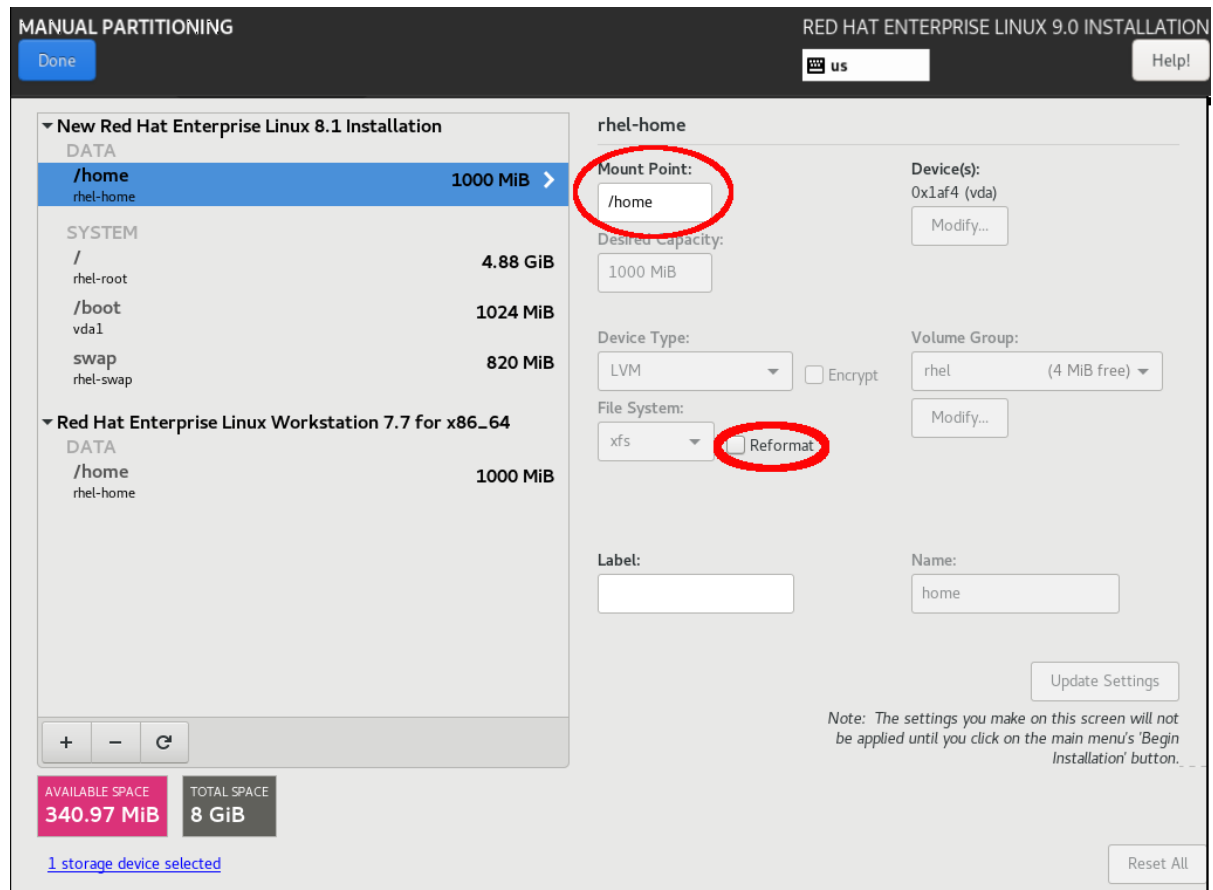 MANUAL PARTITIONING
RED HAT ENTERPRISE LINUX 9.0 INSTALLATION
Done
us
Help!
New Red Hat Enterprise Linux 8.1 Installation
DATA
/home
1000 MiB
rhel-home
SYSTEM
/
4.88 GiB
rhel-root
/boot
1024 MiB
vda1
swap
820 MiB
rhel-swap
Red Hat Enterprise Linux Workstation 7.7 for x86_64
DATA
/home
1000 MiB
rhel-home
+ −
AVAILABLE SPACE
340.97 MiB
TOTAL SPACE
8 GiB
1 storage device selected
rhel-home
Mount Point:
/home
Device(s):
0x1af4 (vda)
Modify...
Desired Capacity:
1000 MiB
Device Type:
LVM
Encrypt
Volume Group:
rhel (4 MiB free)
Modify...
File System:
xfs
Reformat
Label:
Name:
home
Update Settings
Note: The settings you make on this screen will not
be applied until you click on the main menu's 'Begin
Installation' button.
Reset All